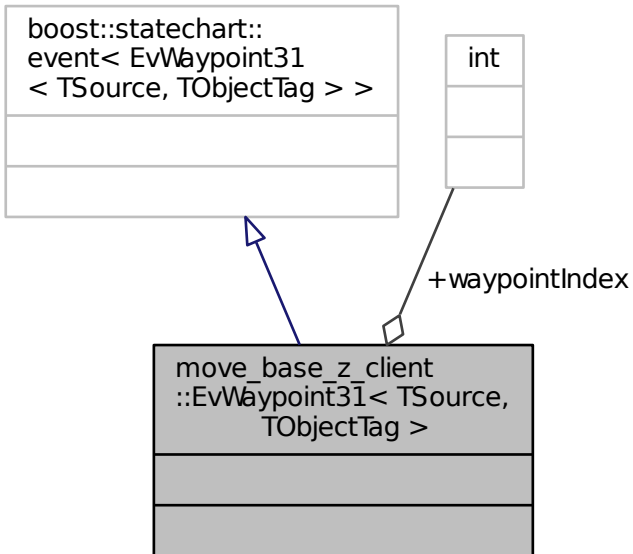 boost::statechart::
event< EvWaypoint31
< TSource, TObjectTag > >
int
+waypointIndex
move_base_z_client
::EvWaypoint31< TSource,
TObjectTag >